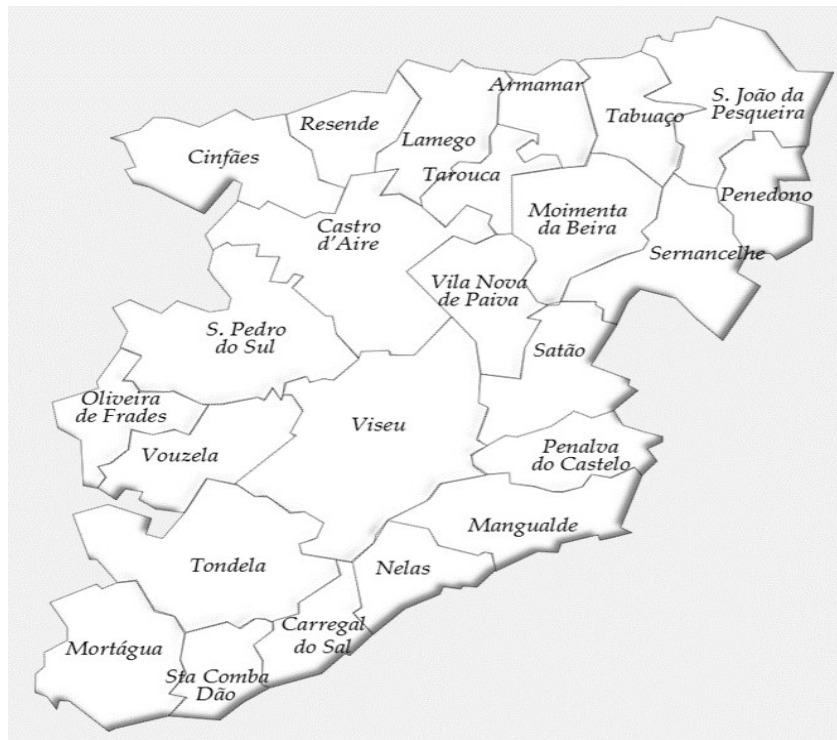 Armamar
S. João da
Pesqueira
Resende
Tabuaço
Lamego
Cinfães
Tarouca
Penedono
Castro
d'Aire
Moimenta
da Beira
Sernancelhe
Vila Nova
de Paiva
S. Pedro
do Sul
Satão
Oliveira
de Frades
Viseu
Vouzela
Penalva
do Castelo
Mangualde
Tondela
Nelas
Carregal
do Sal
Mortágua
Sta Comba
Dão